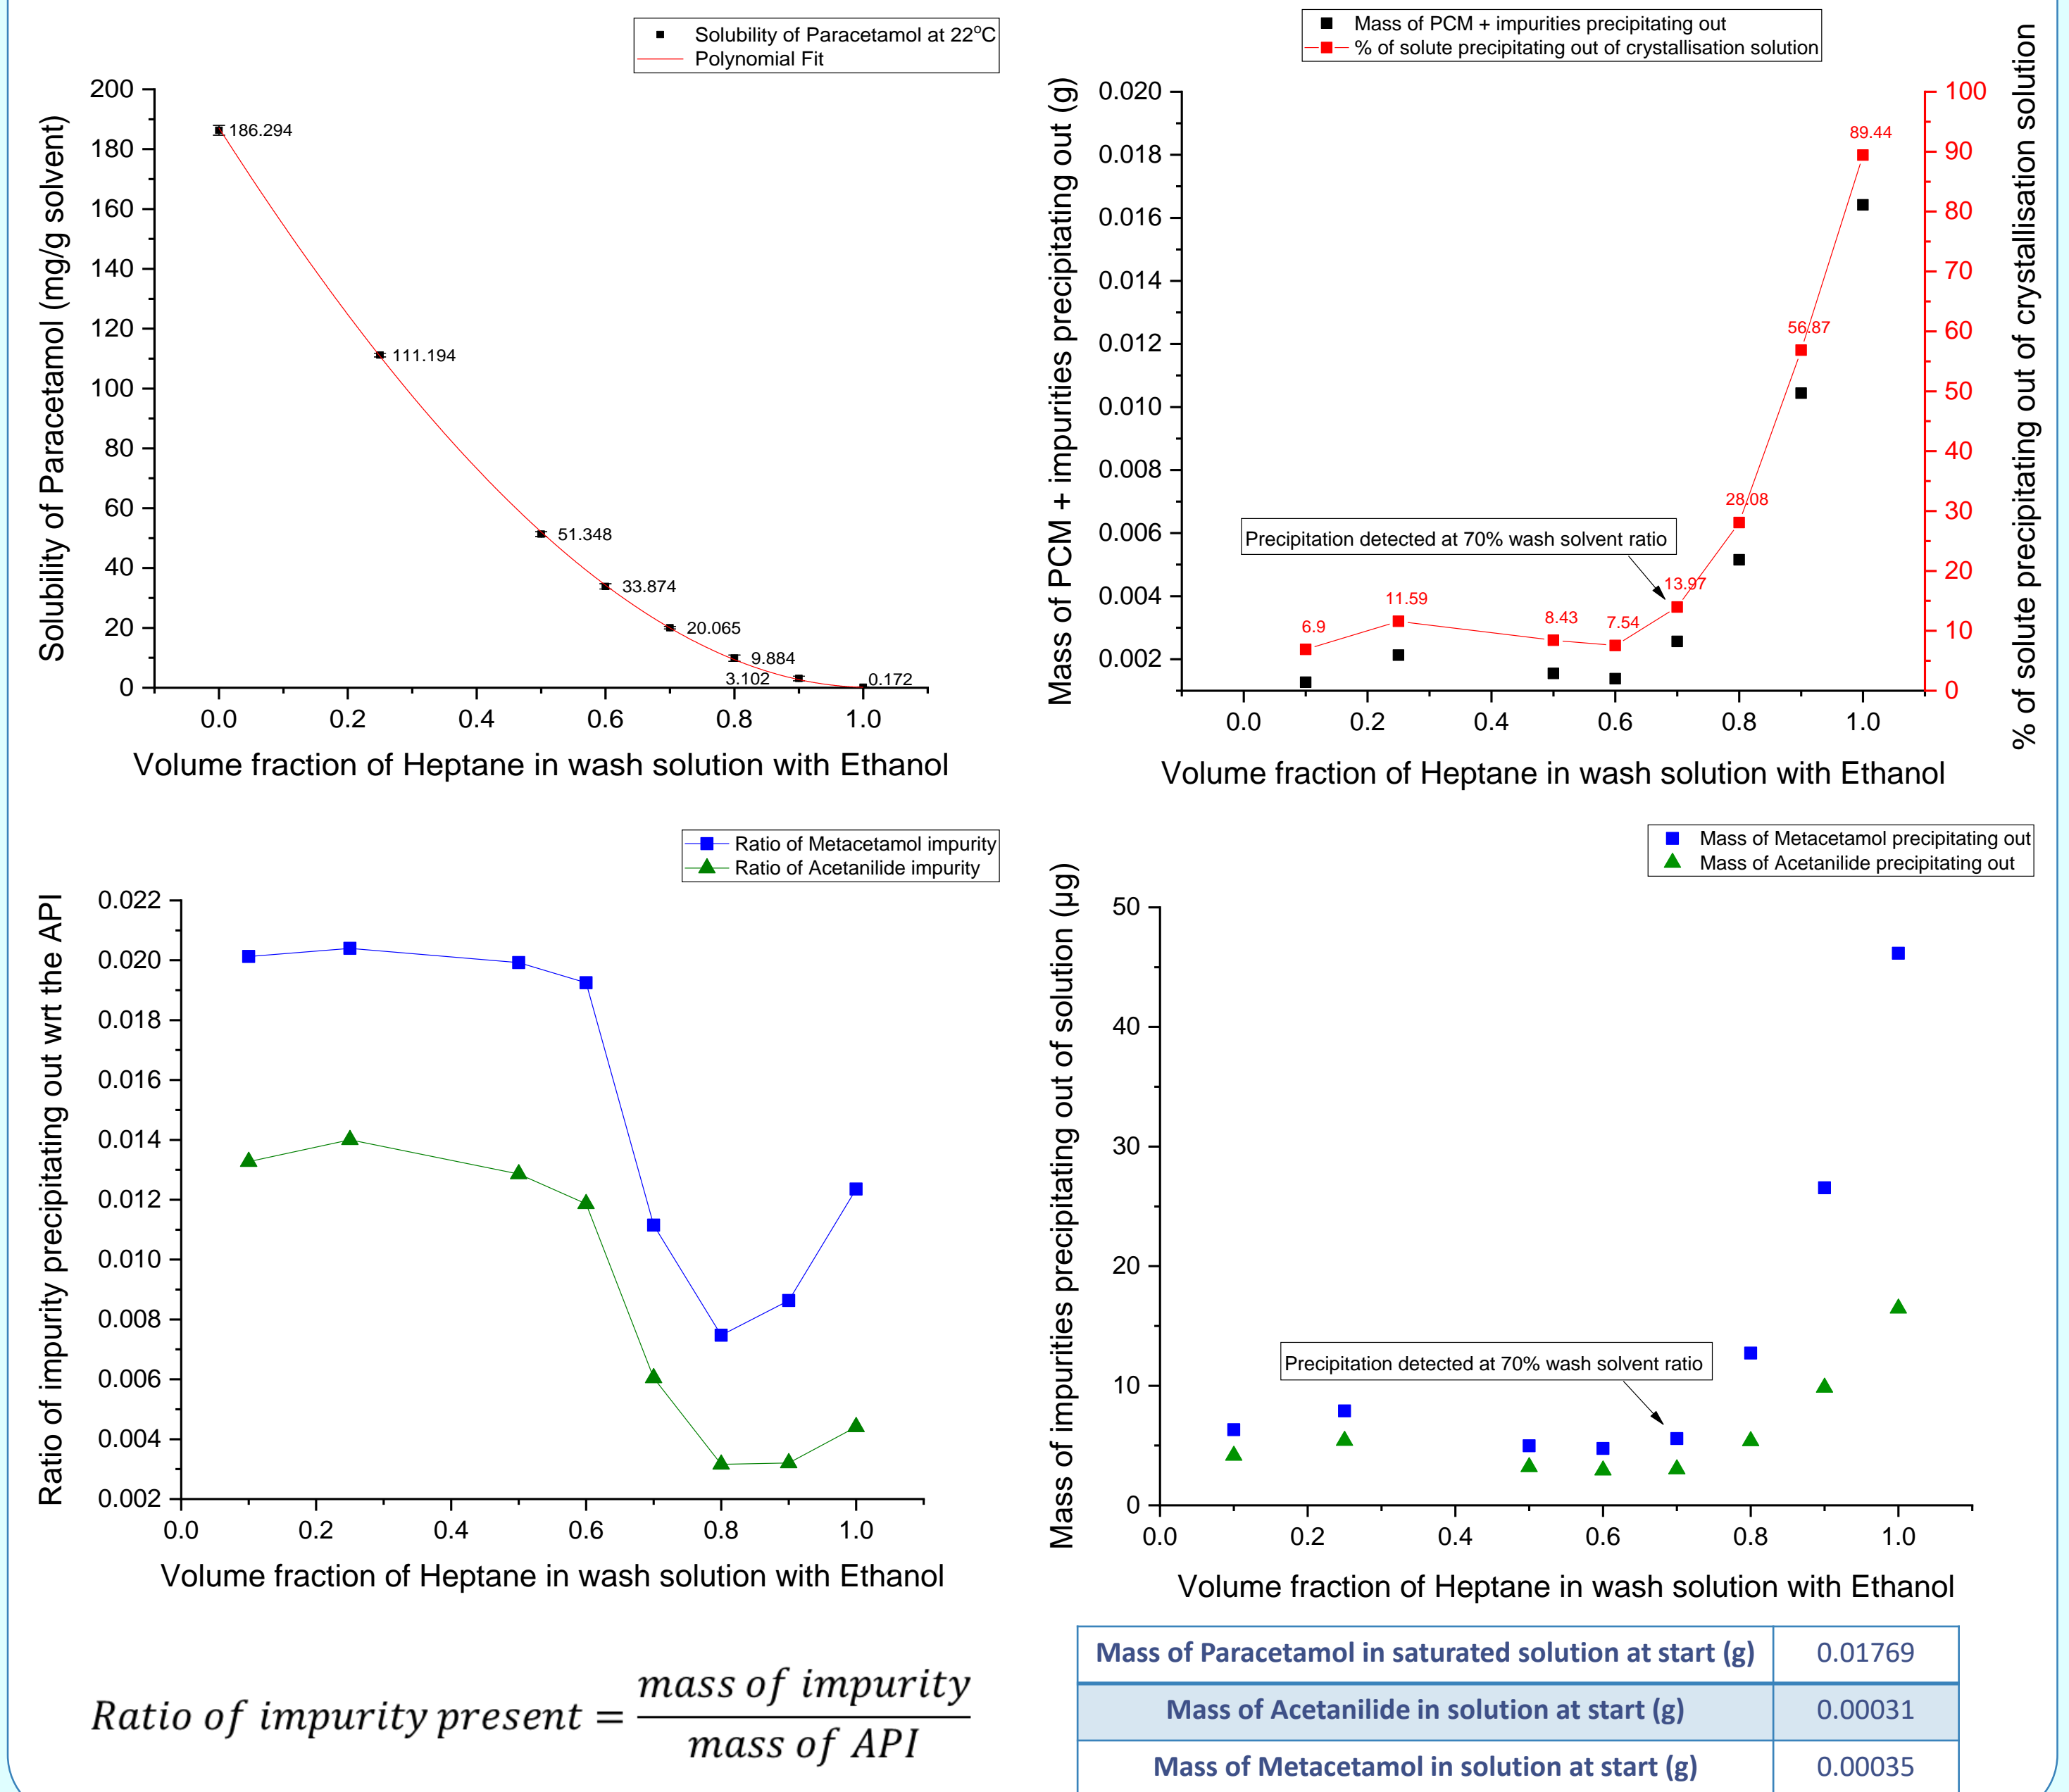 Solubility of Paracetamol at 22°C
Polynomial Fit
Solubility of Paracetamol (mg/g solvent)
200
180
160
140
120
100
80
60
40
20
0
186.294
111.194
51.348
33.874
20.065
9.884
3.102
0.172
0.0 0.2 0.4 0.6 0.8 1.0
Volume fraction of Heptane in wash solution with Ethanol
Mass of PCM + impurities precipitating out
% of solute precipitating out of crystallisation solution
Mass of PCM + impurities precipitating out (g)
0.020
0.018
0.016
0.014
0.012
0.010
0.008
0.006
0.004
0.002
% of solute precipitating out of crystallisation solution
100
90
80
70
60
50
40
30
20
10
0
89.44
56.87
28.08
Precipitation detected at 70% wash solvent ratio
13.97
11.59
8.43
7.54
6.9
0.0 0.2 0.4 0.6 0.8 1.0
Volume fraction of Heptane in wash solution with Ethanol
Ratio of Metacetamol impurity
Ratio of Acetanilide impurity
Ratio of impurity precipitating out wrt the API
0.022
0.020
0.018
0.016
0.014
0.012
0.010
0.008
0.006
0.004
0.002
0.0 0.2 0.4 0.6 0.8 1.0
Volume fraction of Heptane in wash solution with Ethanol
Mass of Metacetamol precipitating out
Mass of Acetanilide precipitating out
Mass of impurities precipitating out of solution (µg)
50
40
30
20
10
0
Precipitation detected at 70% wash solvent ratio
0.0 0.2 0.4 0.6 0.8 1.0
Volume fraction of Heptane in wash solution with Ethanol
Ratio of impurity present = mass of impurity / mass of API
Mass of Paracetamol in saturated solution at start (g) 0.01769
Mass of Acetanilide in solution at start (g) 0.00031
Mass of Metacetamol in solution at start (g) 0.00035